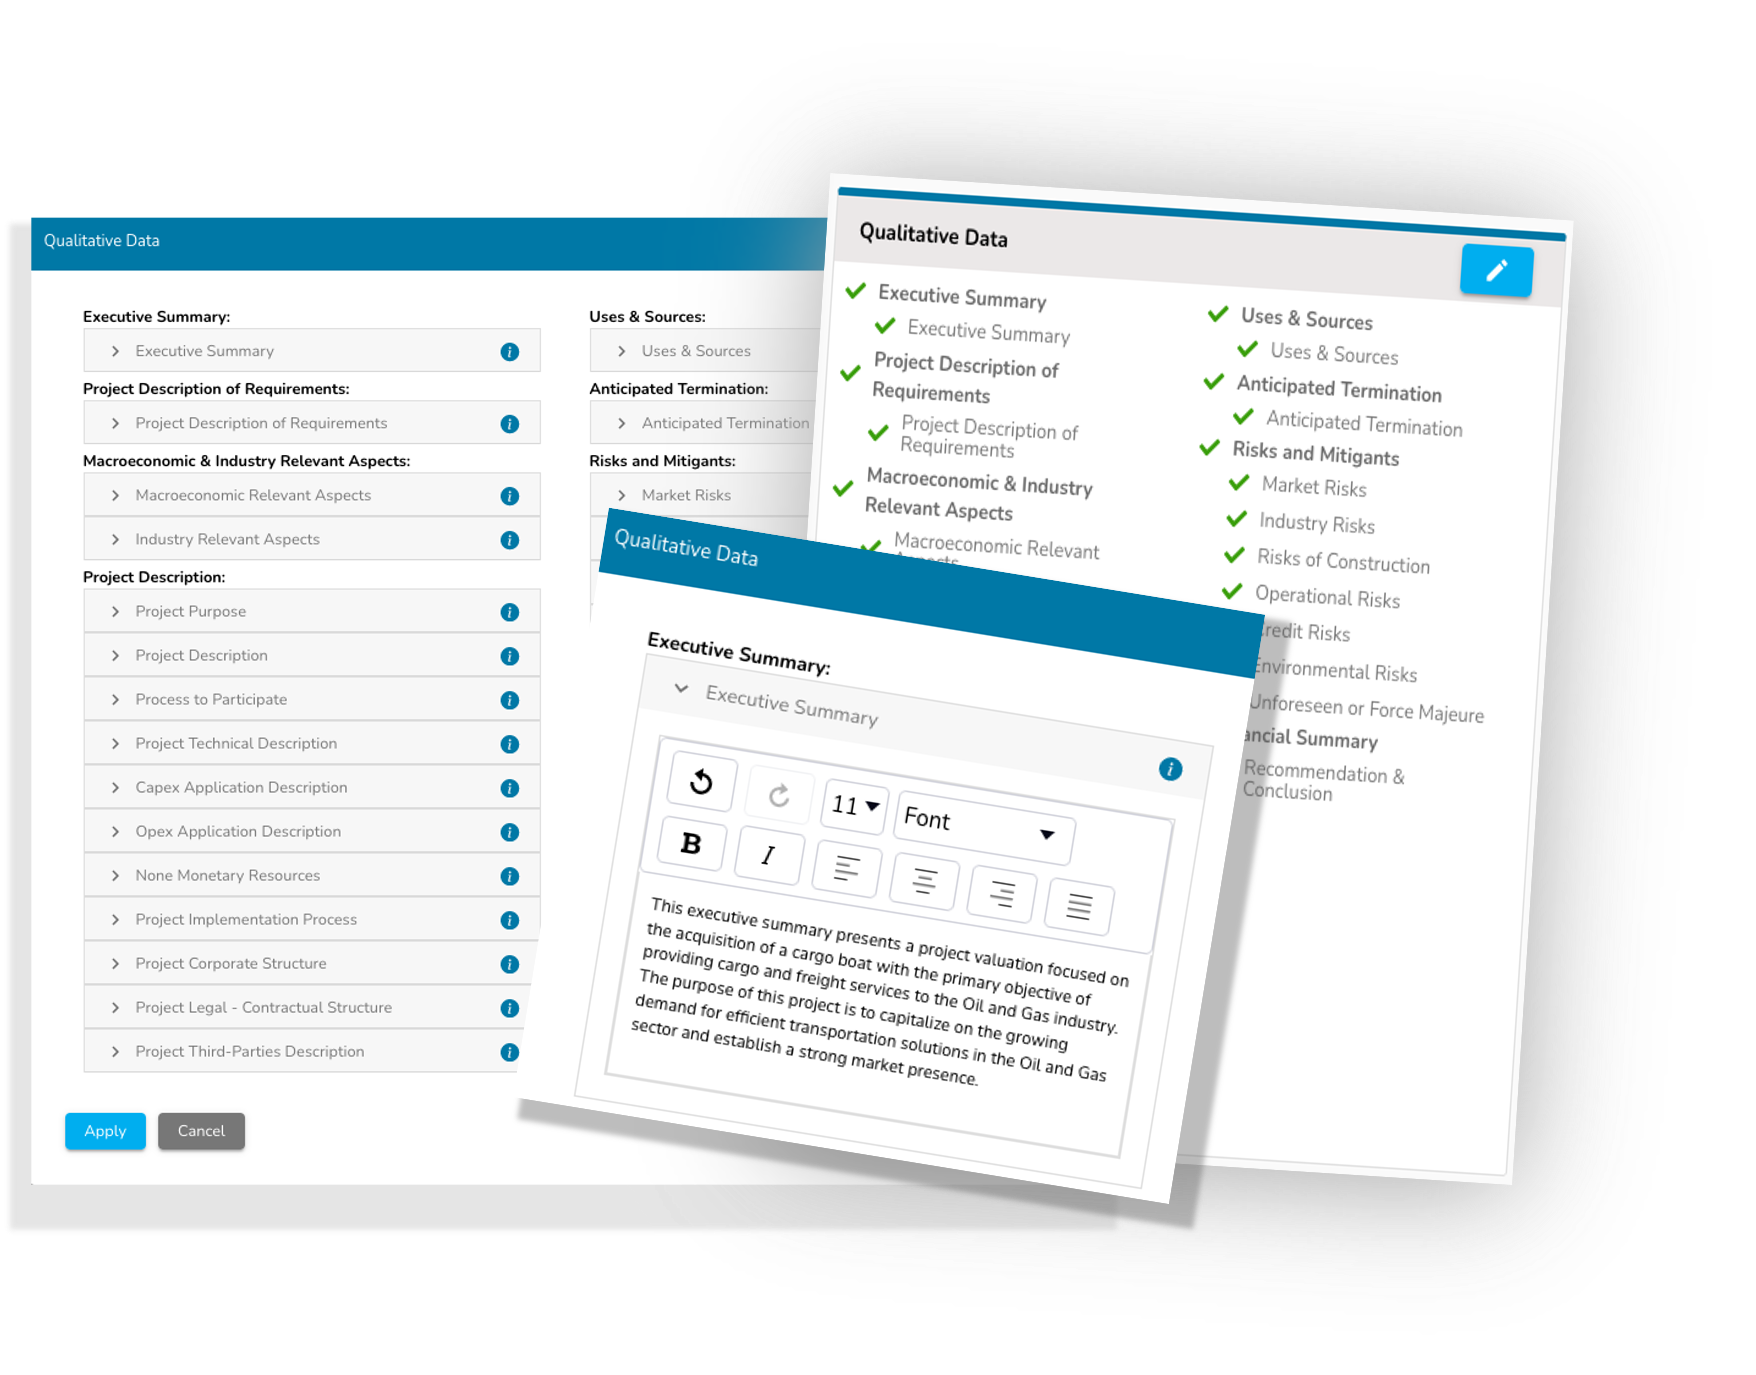 Qualitative Data
Executive Summary:
Executive Summary
Project Description of Requirements:
Project Description of Requirements
Macroeconomic & Industry Relevant Aspects:
Macroeconomic Relevant Aspects
Industry Relevant Aspects
Project Description:
Project Purpose
Project Description
Process to Participate
Project Technical Description
Capex Application Description
Opex Application Description
None Monetary Resources
Project Implementation Process
Project Corporate Structure
Project Legal - Contractual Structure
Project Third-Parties Description
Apply
Cancel
Uses & Sources:
Uses & Sources
Anticipated Termination:
Anticipated Termination
Risks and Mitigants:
Market Risks
Qualitative Data
Executive Summary
Executive Summary
Project Description of
Requirements
Project Description of
Requirements
Macroeconomic & Industry
Relevant Aspects
Macroeconomic Relevant
Aspects
Uses & Sources
Uses & Sources
Anticipated Termination
Anticipated Termination
Risks and Mitigants
Market Risks
Industry Risks
Risks of Construction
Operational Risks
Credit Risks
Environmental Risks
Unforeseen or Force Majeure
ancial Summary
Recommendation &
Conclusion
Qualitative Data
Executive Summary:
Executive Summary
11
Font
B
I
This executive summary presents a project valuation focused on
the acquisition of a cargo boat with the primary objective of
providing cargo and freight services to the Oil and Gas industry.
The purpose of this project is to capitalize on the growing
demand for efficient transportation solutions in the Oil and Gas
sector and establish a strong market presence.